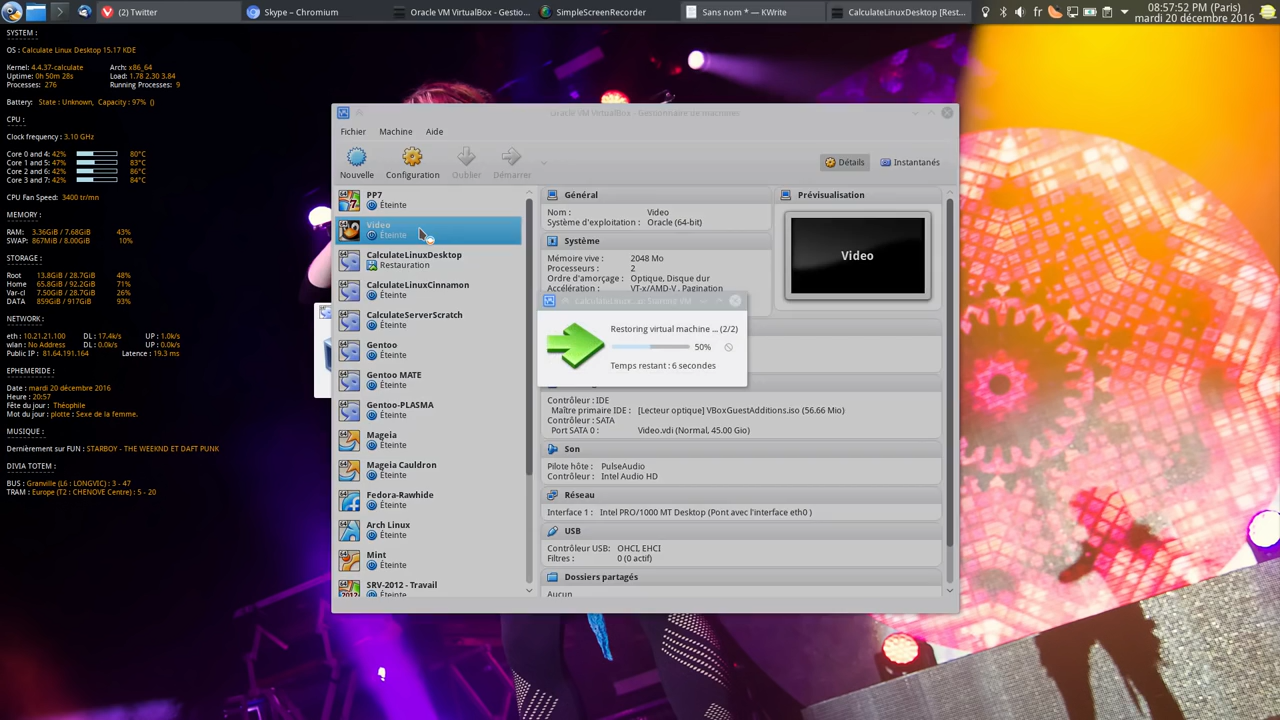 (2) Twitter
Skype – Chromium
Oracle VM VirtualBox - Gestio...
SimpleScreenRecorder
Sans nom * — KWrite
CalculateLinuxDesktop [Rest...
fr
08:57:52 PM (Paris)
mardi 20 décembre 2016
SYSTEM :
OS : Calculate Linux Desktop 15.17 KDE
Kernel: 4.4.37-calculate Arch: x86_64
Uptime: 0h 50m 28s Load: 1.78 2.30 3.84
Processes: 276 Running Processes: 9
Battery: State : Unknown, Capacity : 97% ()
CPU :
Clock frequency : 3.10 GHz
Core 0 and 4: 42% 80°C
Core 1 and 5: 47% 83°C
Core 2 and 6: 42% 86°C
Core 3 and 7: 42% 84°C
CPU Fan Speed: 3400 tr/mn
MEMORY :
RAM: 3.36GiB / 7.68GiB 43%
SWAP: 867MiB / 8.00GiB 10%
STORAGE :
Root 13.8GiB / 28.7GiB 48%
Home 65.8GiB / 92.2GiB 71%
Var-cl 7.50GiB / 28.7GiB 26%
DATA 859GiB / 917GiB 93%
NETWORK :
eth : 10.21.21.100 DL : 17.4k/s UP : 1.0k/s
wlan : No Address DL : 0.0k/s UP : 0.0k/s
Public IP : 81.64.191.164 Latence : 19.3 ms
EPHEMERIDE :
Date : mardi 20 décembre 2016
Heure : 20:57
Fête du jour : Théophile
Mot du jour : plotte : Sexe de la femme.
MUSIQUE :
Dernièrement sur FUN : STARBOY - THE WEEKND ET DAFT PUNK
DIVIA TOTEM :
BUS : Granville (L6 : LONGVIC) : 3 - 47
TRAM : Europe (T2 : CHENOVE Centre) : 5 - 20
Oracle VM VirtualBox - Gestionnaire de machines
Fichier Machine Aide
Nouvelle
Configuration
Oublier
Démarrer
Détails
Instantanés
PP7
Éteinte
Video
Éteinte
CalculateLinuxDesktop
Restauration
CalculateLinuxCinnamon
Éteinte
CalculateServerScratch
Éteinte
Gentoo
Éteinte
Gentoo MATE
Éteinte
Gentoo-PLASMA
Éteinte
Mageia
Éteinte
Mageia Cauldron
Éteinte
Fedora-Rawhide
Éteinte
Arch Linux
Éteinte
Mint
Éteinte
SRV-2012 - Travail
Éteinte
Général
Nom : Video
Système d'exploitation : Oracle (64-bit)
Système
Mémoire vive : 2048 Mo
Processeurs : 2
Ordre d'amorçage : Optique, Disque dur
Accélération : VT-x/AMD-V , Pagination
Prévisualisation
Video
Restoring virtual machine ... (2/2)
50%
Temps restant : 6 secondes
Contrôleur : IDE
Maître primaire IDE : [Lecteur optique] VBoxGuestAdditions.iso (56.66 Mio)
Contrôleur : SATA
Port SATA 0 : Video.vdi (Normal, 45.00 Gio)
Son
Pilote hôte : PulseAudio
Contrôleur : Intel Audio HD
Réseau
Interface 1 : Intel PRO/1000 MT Desktop (Pont avec l'interface eth0 )
USB
Contrôleur USB: OHCI, EHCI
Filtres : 0 (0 actif)
Dossiers partagés
Aucun